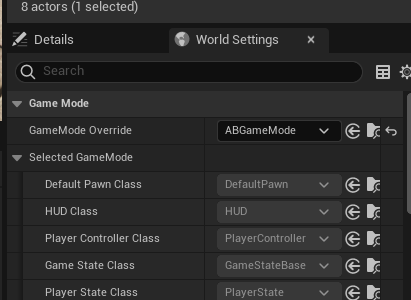 8 actors (1 selected)
Details
World Settings
Search
Game Mode
GameMode Override ABGameMode
Selected GameMode
Default Pawn Class DefaultPawn
HUD Class HUD
Player Controller Class PlayerController
Game State Class GameStateBase
Player State Class PlayerState